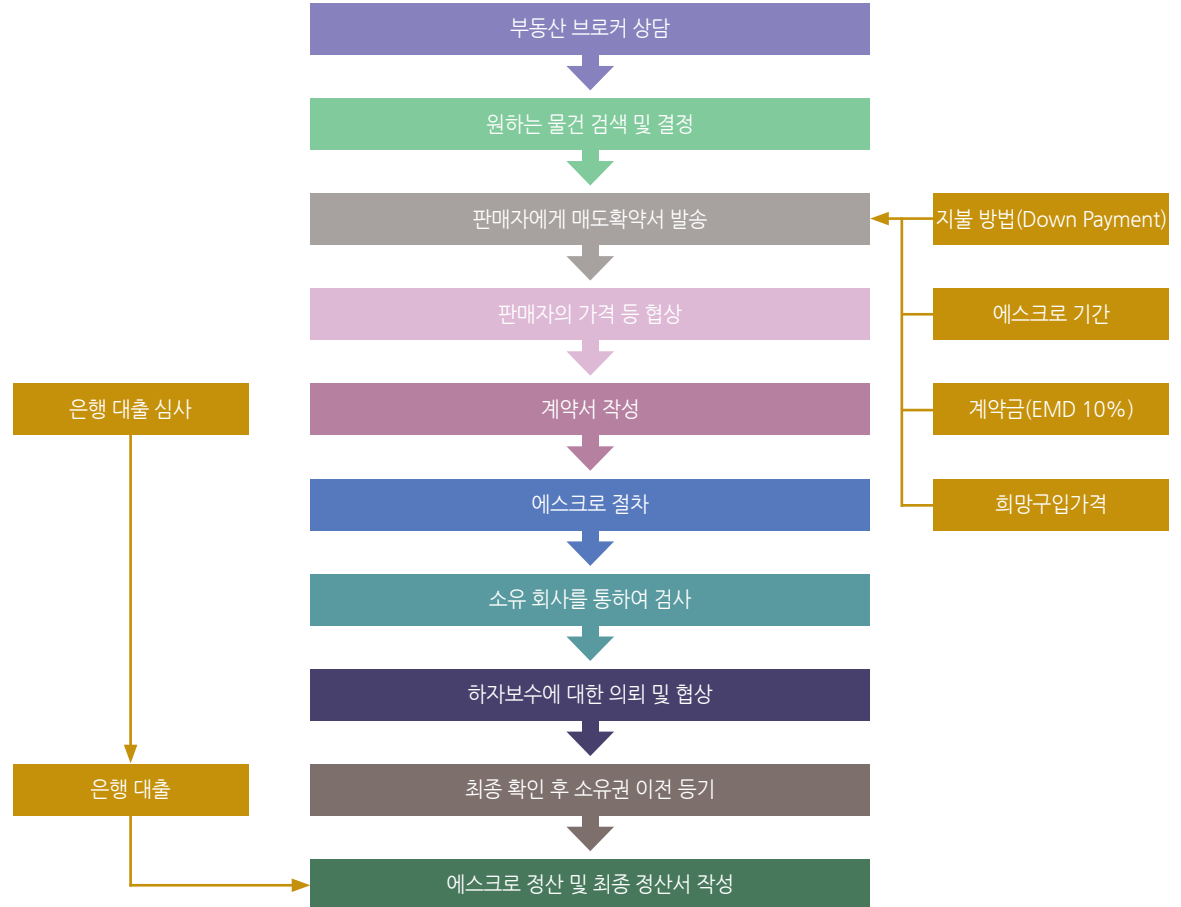 부동산 브로커 상담
원하는 물건 검색 및 결정
판매자에게 매도확약서 발송
지불 방법(Down Payment)
판매자의 가격 등 협상
에스크로 기간
은행 대출 심사
계약서 작성
계약금(EMD 10%)
에스크로 절차
희망구입가격
소유 회사를 통하여 검사
하자보수에 대한 의뢰 및 협상
은행 대출
최종 확인 후 소유권 이전 등기
에스크로 정산 및 최종 정산서 작성